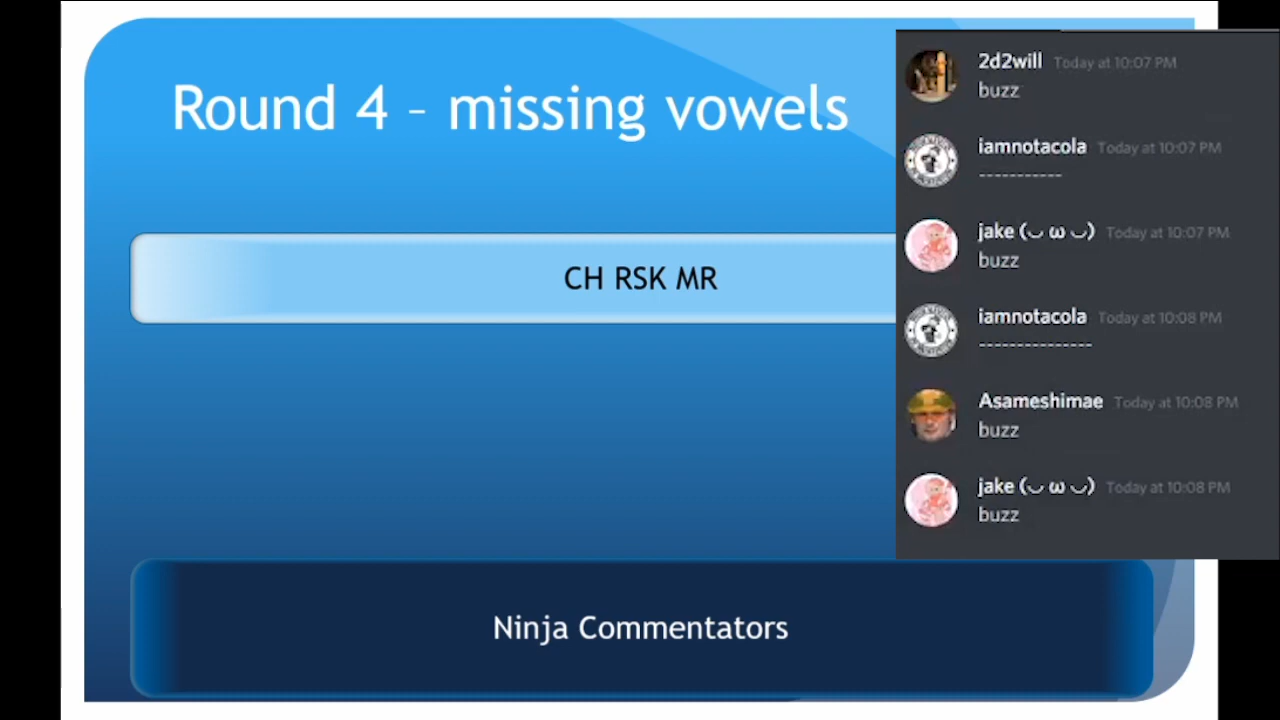 Round 4 – missing vowels
CH RSK MR
Ninja Commentators
2d2will Today at 10:07 PM
buzz
iamnotacola Today at 10:07 PM
-----------
jake (◡ ω ◡) Today at 10:07 PM
buzz
iamnotacola Today at 10:08 PM
---------------
Asameshimae Today at 10:08 PM
buzz
jake (◡ ω ◡) Today at 10:08 PM
buzz